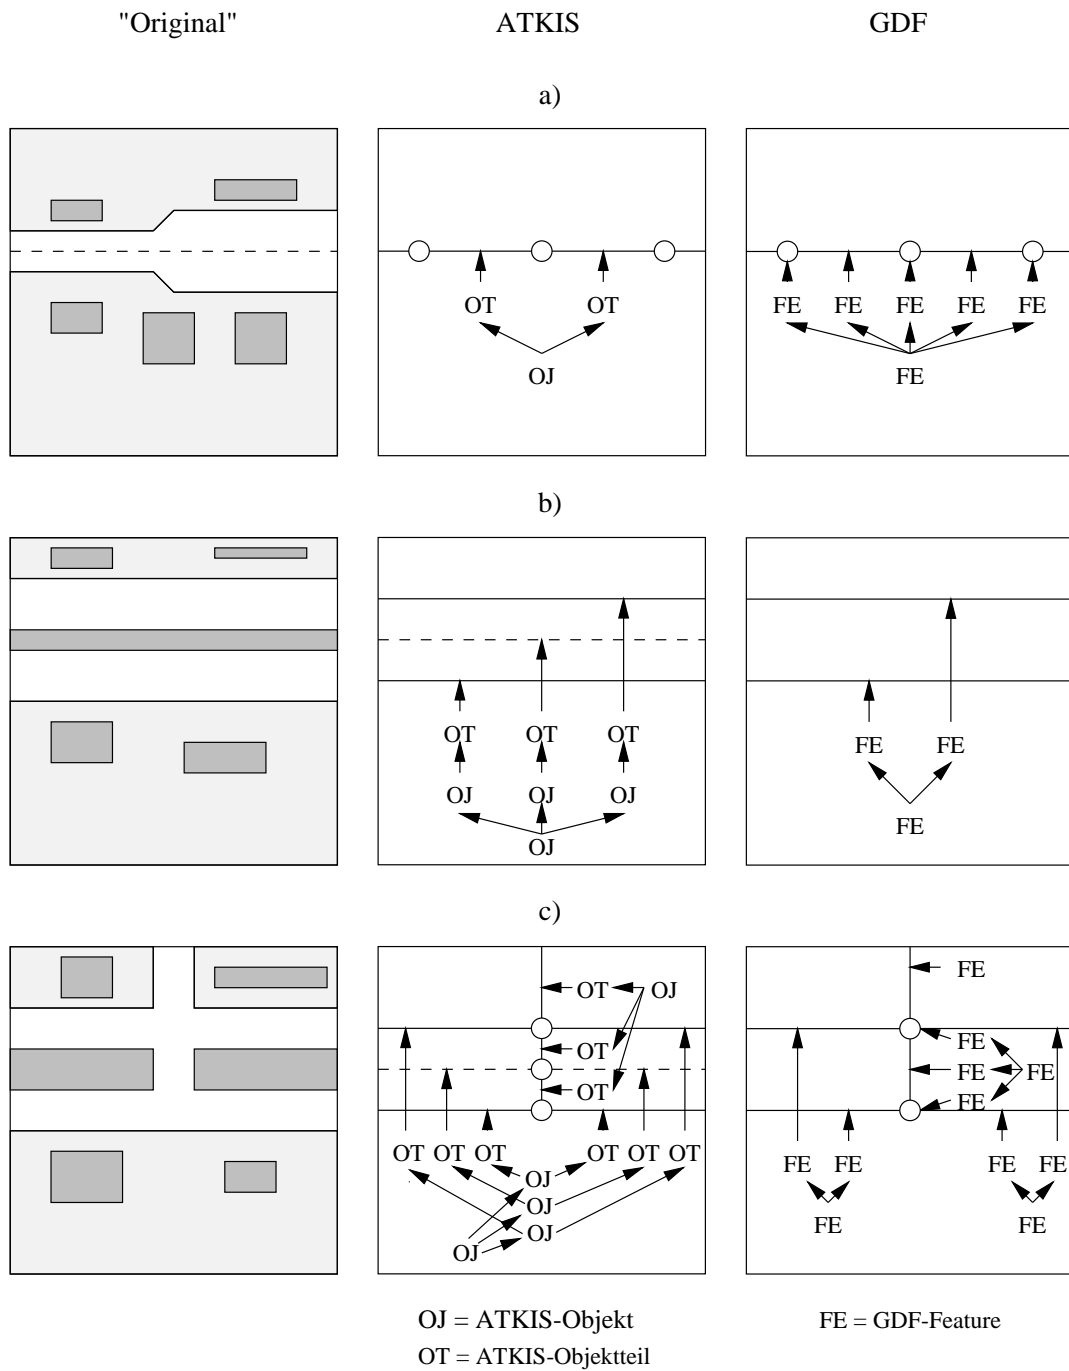 "Original" ATKIS GDF
a)
OT OT FE FE FE FE FE
OJ FE
b)
OT OT OT FE FE
OJ OJ OJ
OJ FE
c)
OT OJ FE
OT FE
FE FE
OT FE
OT OT OT OT OT OT FE FE FE FE
OJ
OJ
OJ FE FE
OJ
OJ = ATKIS-Objekt FE = GDF-Feature
OT = ATKIS-Objektteil